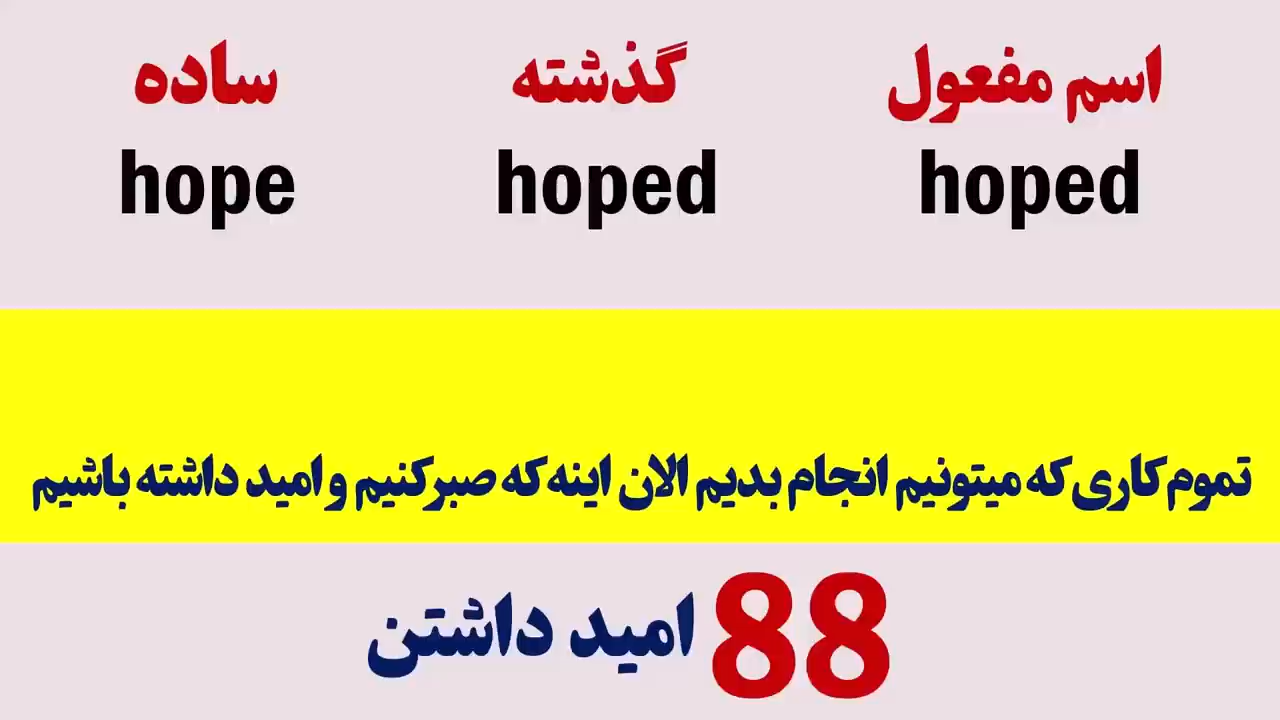 ساده گذشته اسم مفعول
hope hoped hoped
تموم کاری که میتونیم انجام بدیم الان اینه که صبر کنیم و امید داشته باشیم
88 امید داشتن